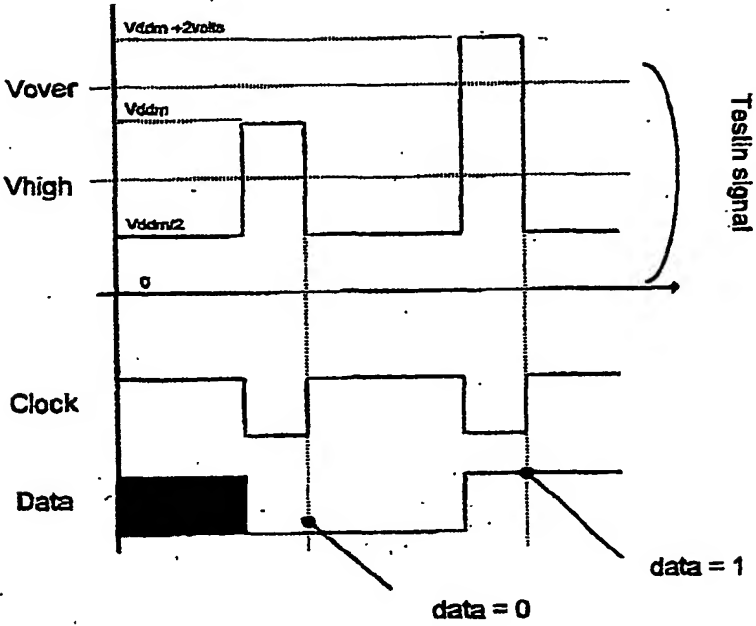 Vddm +2volts
Vover
Vddm
Vhigh
Vddm/2
0
Testin signal
Clock
Data
data = 1
data = 0